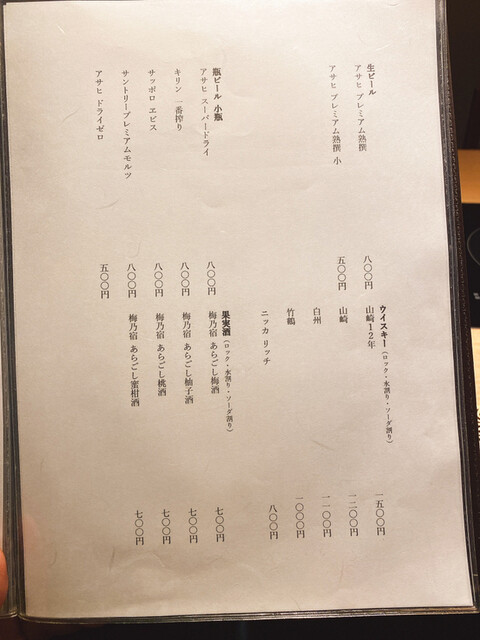 生ビール
アサヒ プレミアム熟撰 八〇〇円
アサヒ プレミアム熟撰 小 五〇〇円
瓶ビール 小瓶
アサヒ スーパードライ 八〇〇円
キリン 一番搾り 八〇〇円
サッポロ ヱビス 八〇〇円
サントリープレミアムモルツ 八〇〇円
アサヒ ドライゼロ 五〇〇円
ウイスキー（ロック・水割り・ソーダ割り）
山崎12年 一五〇〇円
山崎 一二〇〇円
白州 一一〇〇円
竹鶴 一〇〇〇円
ニッカ リッチ 八〇〇円
果実酒（ロック・水割り・ソーダ割り）
梅乃宿 あらごし梅酒 七〇〇円
梅乃宿 あらごし柚子酒 七〇〇円
梅乃宿 あらごし桃酒 七〇〇円
梅乃宿 あらごし蜜柑酒 七〇〇円